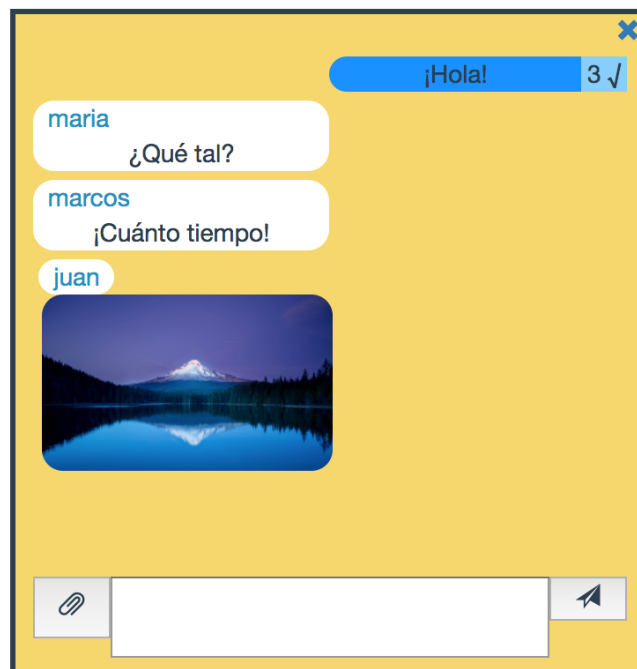 ¡Hola! 3 √
maria
¿Qué tal?
marcos
¡Cuánto tiempo!
juan